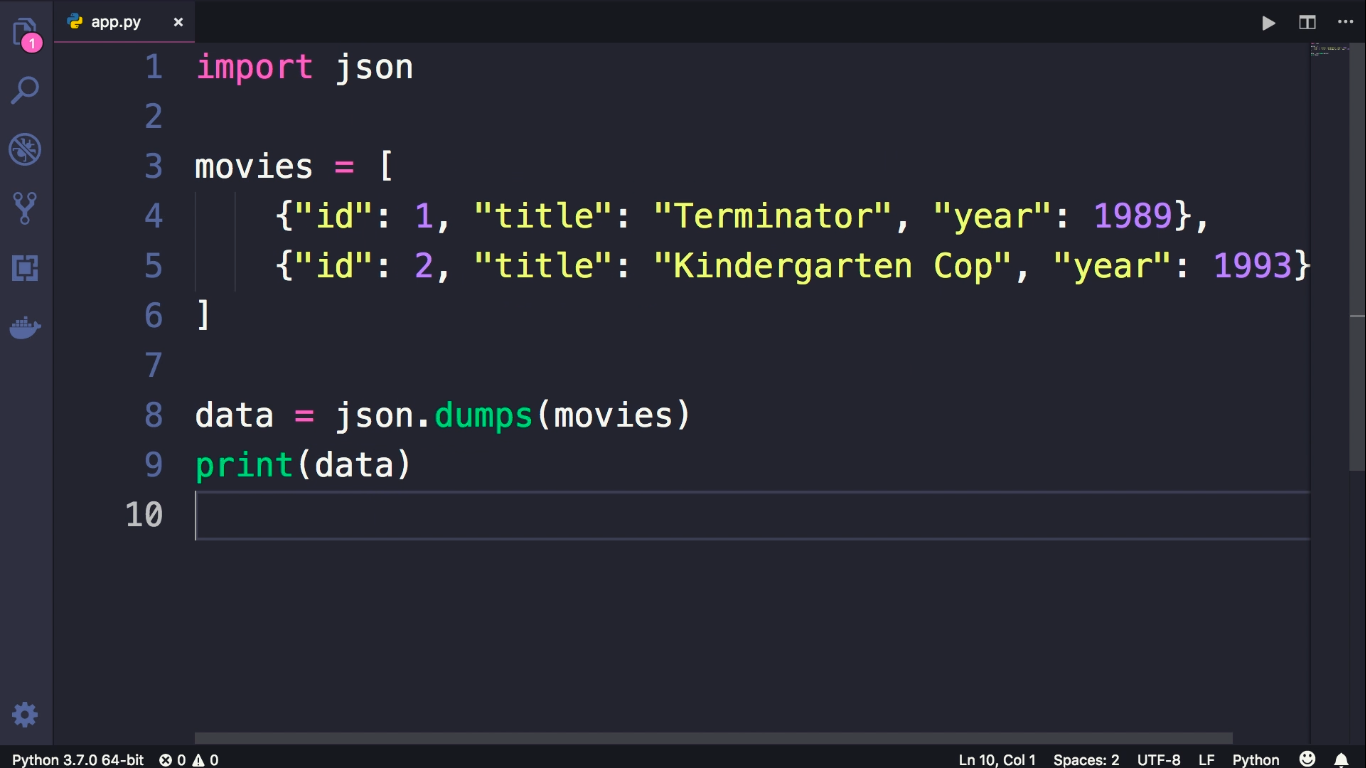 app.py ×
1
1 import json
2
3 movies = [
4 {"id": 1, "title": "Terminator", "year": 1989},
5 {"id": 2, "title": "Kindergarten Cop", "year": 1993}
6 ]
7
8 data = json.dumps(movies)
9 print(data)
10
Python 3.7.0 64-bit 0 0 Ln 10, Col 1 Spaces: 2 UTF-8 LF Python